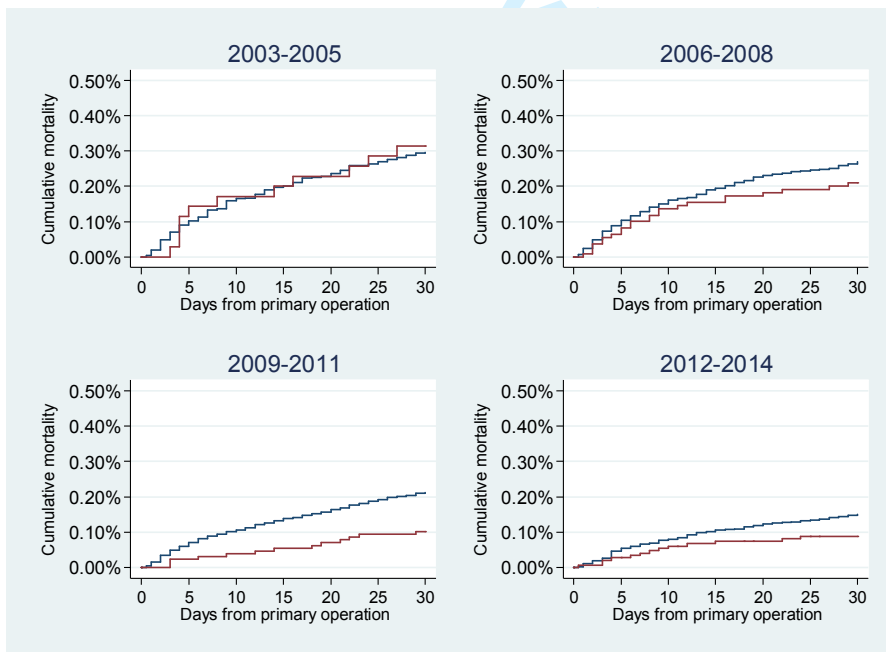 2003-2005
0.50%
0.40%
0.30%
0.20%
0.10%
0.00%
Cumulative mortality
0 5 10 15 20 25 30
Days from primary operation
2006-2008
0.50%
0.40%
0.30%
0.20%
0.10%
0.00%
Cumulative mortality
0 5 10 15 20 25 30
Days from primary operation
2009-2011
0.50%
0.40%
0.30%
0.20%
0.10%
0.00%
Cumulative mortality
0 5 10 15 20 25 30
Days from primary operation
2012-2014
0.50%
0.40%
0.30%
0.20%
0.10%
0.00%
Cumulative mortality
0 5 10 15 20 25 30
Days from primary operation